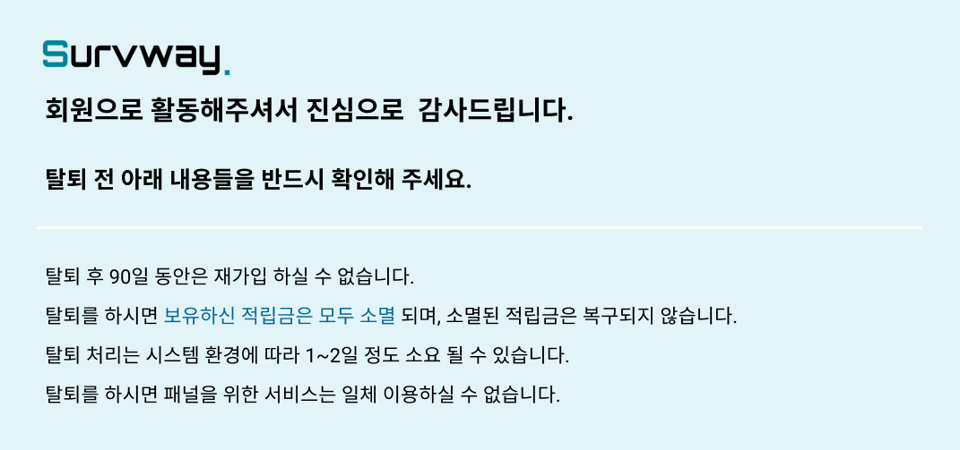 Survway.
회원으로 활동해주셔서 진심으로 감사드립니다.
탈퇴 전 아래 내용들을 반드시 확인해 주세요.
탈퇴 후 90일 동안은 재가입 하실 수 없습니다.
탈퇴를 하시면 보유하신 적립금은 모두 소멸 되며, 소멸된 적립금은 복구되지 않습니다.
탈퇴 처리는 시스템 환경에 따라 1~2일 정도 소요 될 수 있습니다.
탈퇴를 하시면 패널을 위한 서비스는 일체 이용하실 수 없습니다.